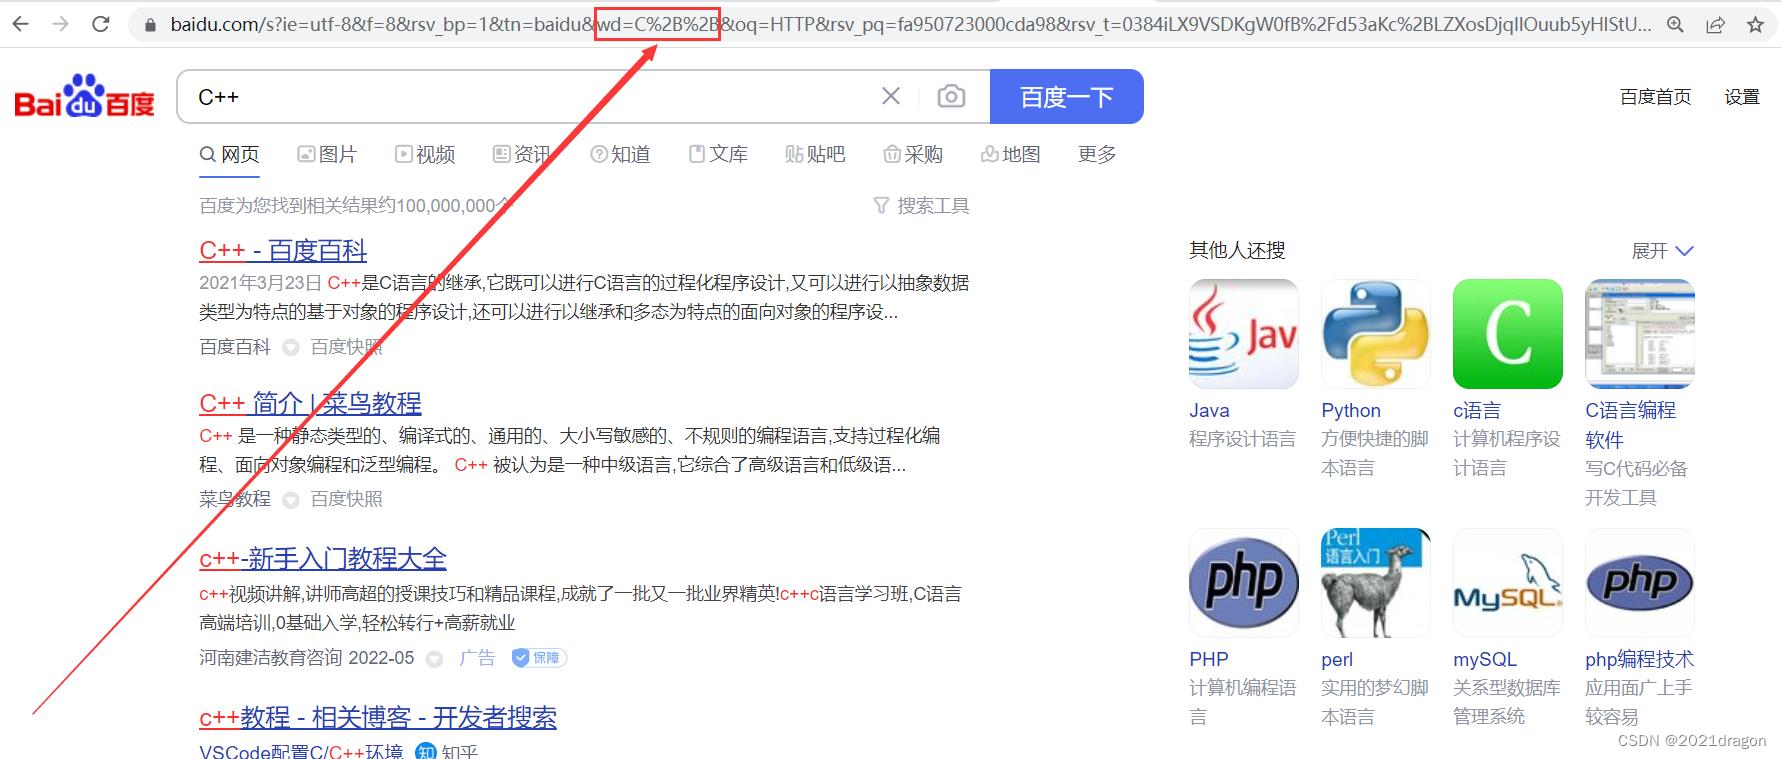 baidu.com/s?ie=utf-8&f=8&rsv_bp=1&tn=baidu&wd=C%2B%2B&oq=HTTP&rsv_pq=fa950723000cda98&rsv_t=0384iLX9VSDKgW0fB%2Fd53aKc%2BLZXosDjqIIOuub5yHIStU...
Bai du 百度 C++ 百度一下 百度首页 设置
网页 图片 视频 资讯 知道 文库 贴吧 采购 地图 更多
百度为您找到相关结果约100,000,000个 搜索工具
C++ - 百度百科
2021年3月23日 C++是C语言的继承,它既可以进行C语言的过程化程序设计,又可以进行以抽象数据
类型为特点的基于对象的程序设计,还可以进行以继承和多态为特点的面向对象的程序设...
百度百科 百度快照
C++ 简介 | 菜鸟教程
C++ 是一种静态类型的、编译式的、通用的、大小写敏感的、不规则的编程语言,支持过程化编
程、面向对象编程和泛型编程。 C++ 被认为是一种中级语言,它综合了高级语言和低级语...
菜鸟教程 百度快照
c++-新手入门教程大全
c++视频讲解,讲师高超的授课技巧和精品课程,成就了一批又一批业界精英!c++c语言学习班,C语言
高端培训,0基础入学,轻松转行+高薪就业
河南建洁教育咨询 2022-05 广告 保障
c++教程 - 相关博客 - 开发者搜索
VSCode配置C/C++环境 知 知乎
其他人还搜 展开
Jav C
Java Python c语言 C语言编程
软件
程序设计语言 方便快捷的脚
本语言 计算机程序设
计语言 写C代码必备
开发工具
php Perl
语言入门 MySQL php
PHP perl mySQL php编程技术
计算机编程语
言 实用的梦幻脚
本语言 关系型数据库
管理系统 应用面广上手
较容易
CSDN @2021dragon